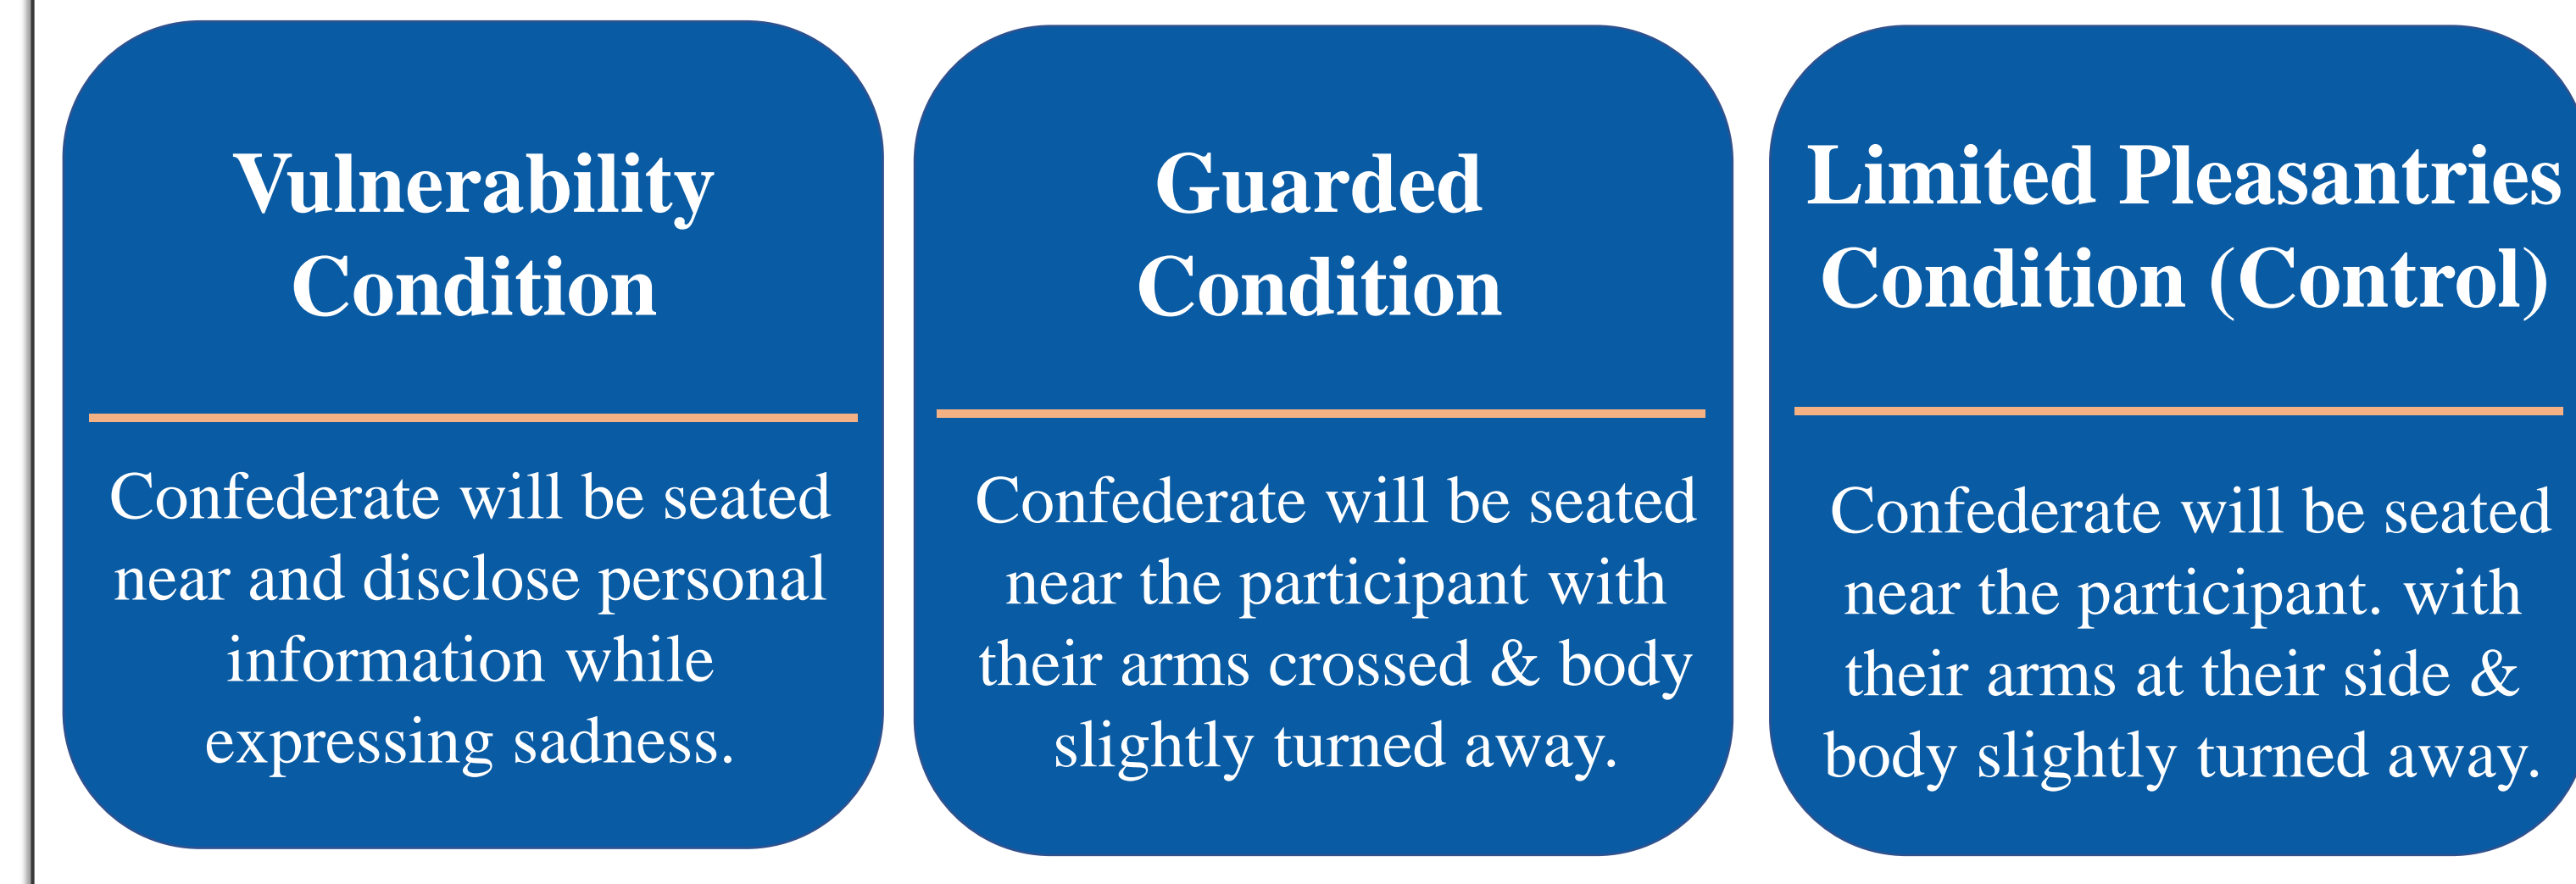 Vulnerability
Condition
Confederate will be seated
near and disclose personal
information while
expressing sadness.
Guarded
Condition
Confederate will be seated
near the participant with
their arms crossed & body
slightly turned away.
Limited Pleasantries
Condition (Control)
Confederate will be seated
near the participant. with
their arms at their side &
body slightly turned away.